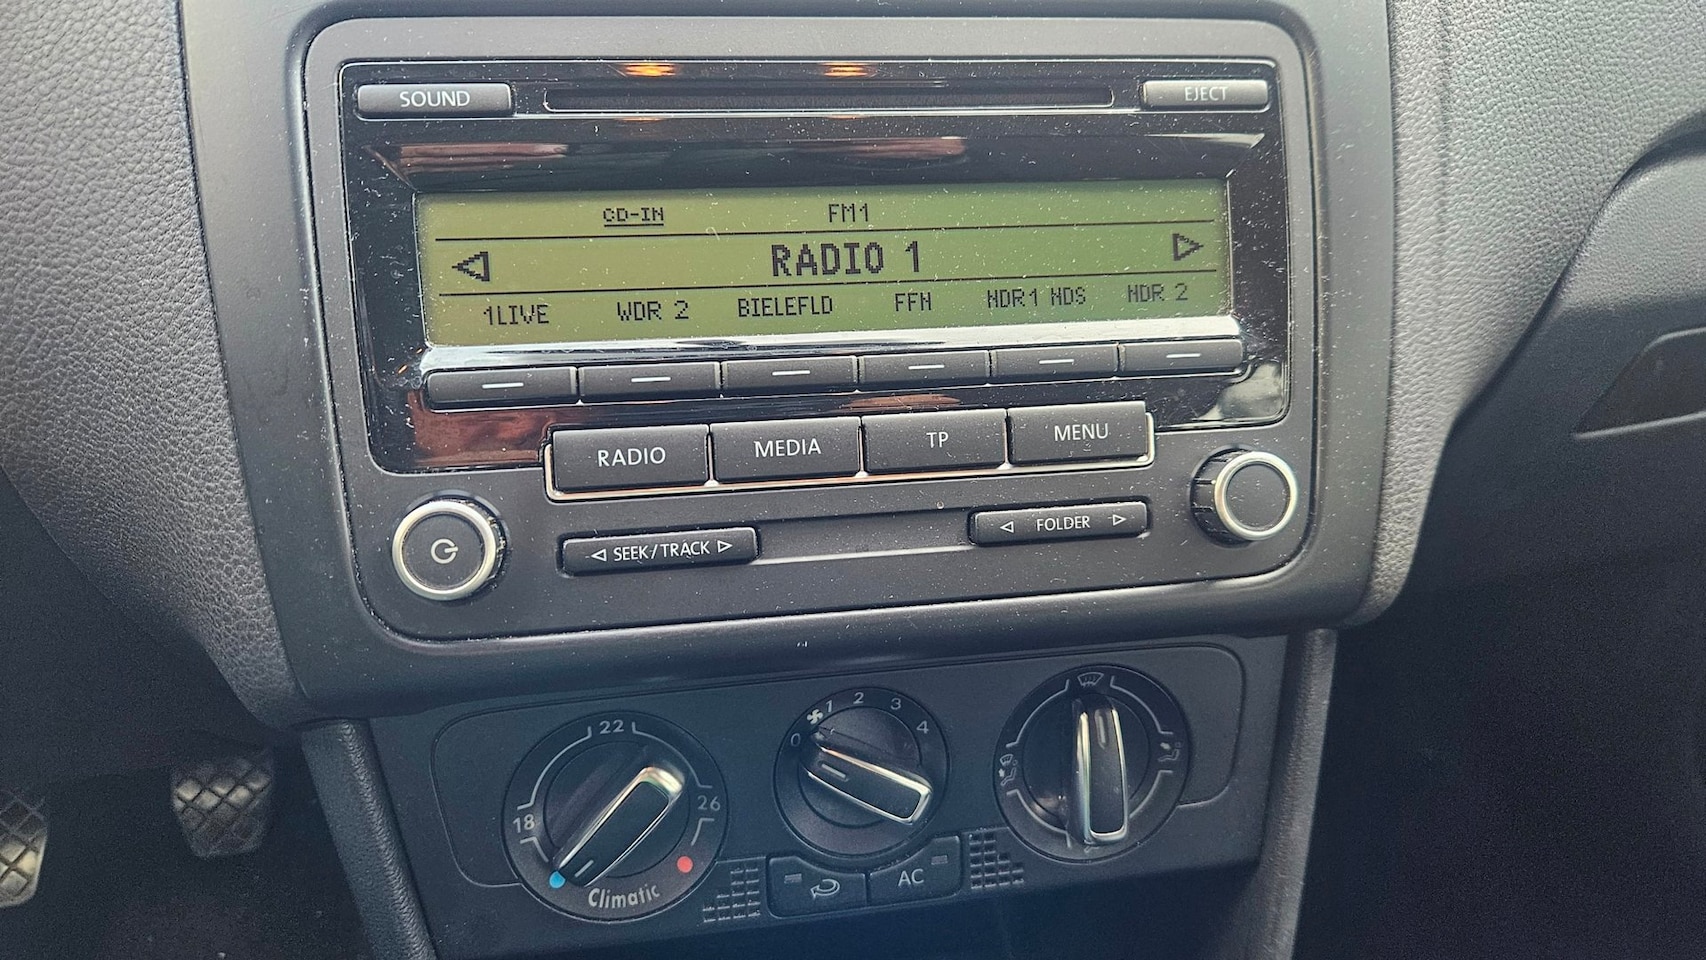 SOUND EJECT
CD-IN FM1
RADIO 1
1LIVE WDR 2 BIELEFLD FFN NDR1 NDS NDR 2
RADIO MEDIA TP MENU
SEEK/TRACK FOLDER
22
18 26
Climatic
0 1 2 3 4
AC